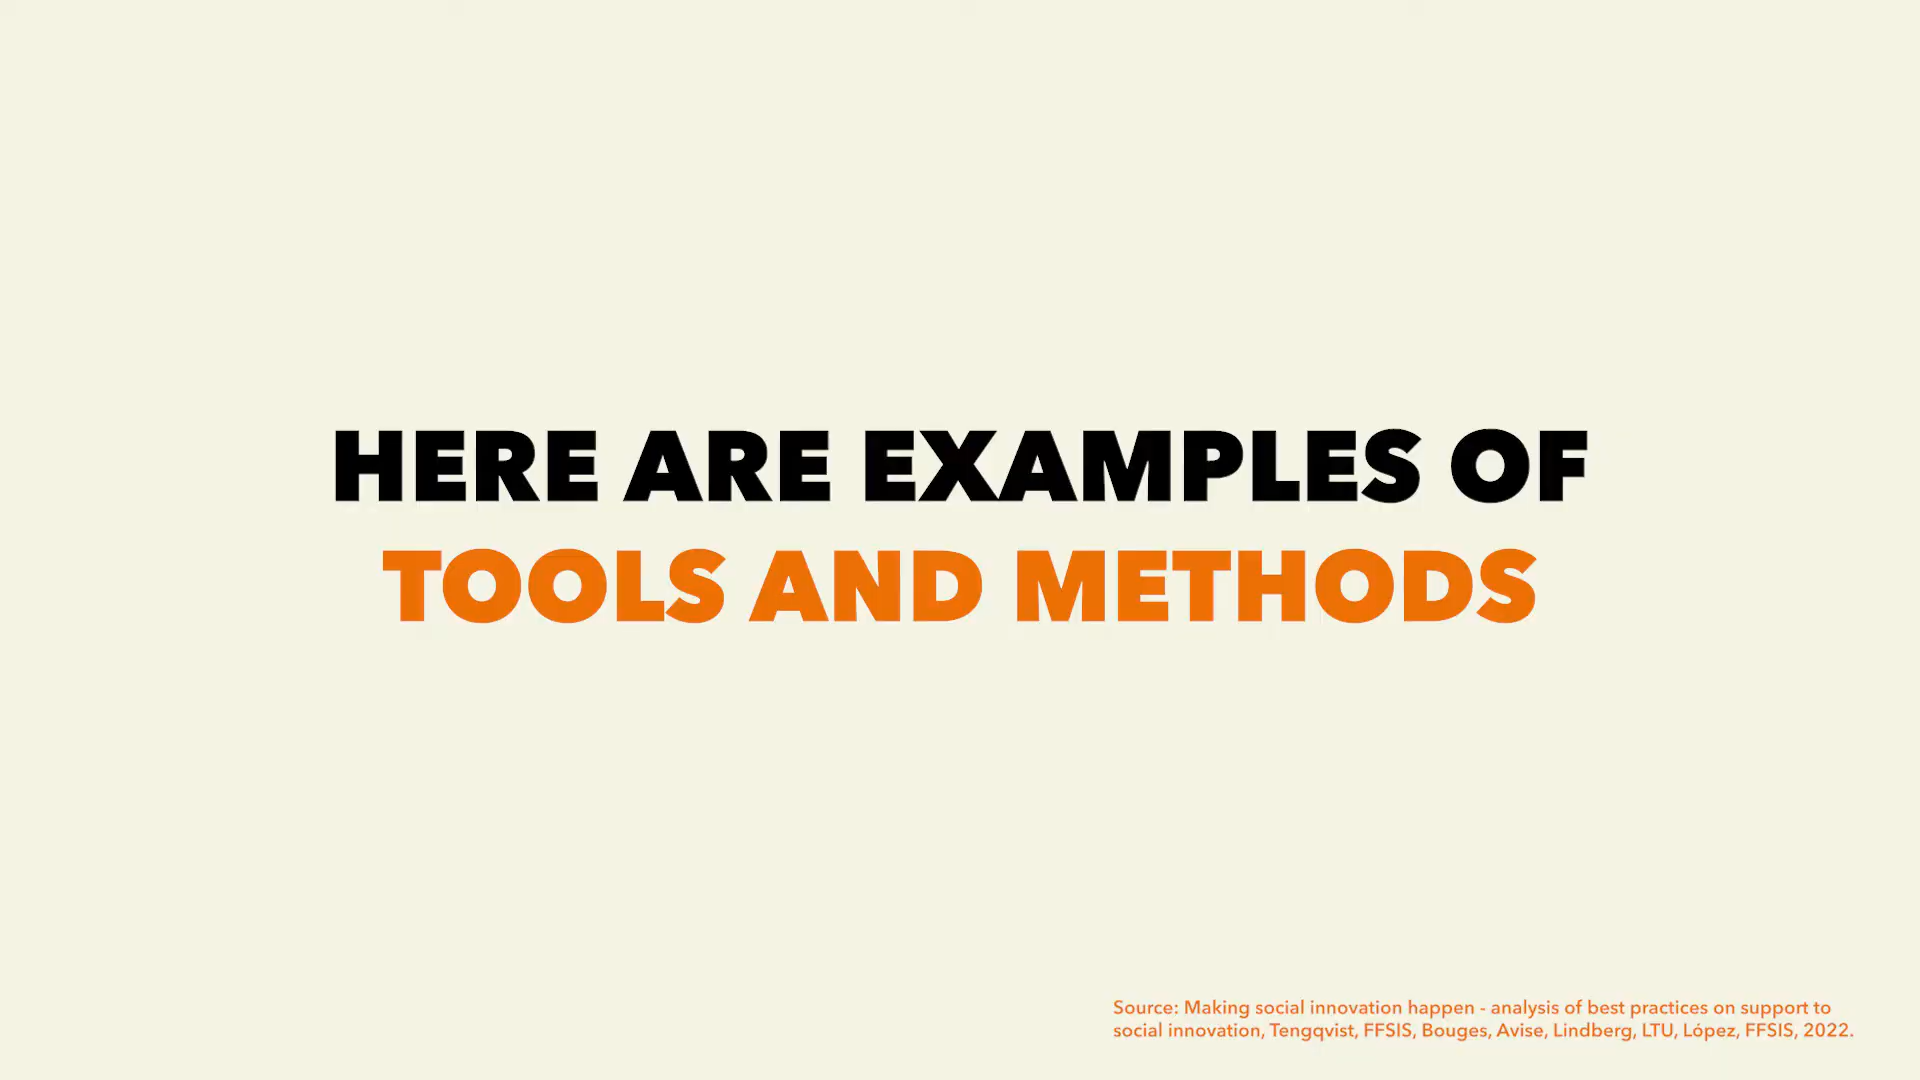 HERE ARE EXAMPLES OF
TOOLS AND METHODS
Source: Making social innovation happen - analysis of best practices on support to
social innovation, Tengqvist, FFSIS, Bouges, Avise, Lindberg, LTU, López, FFSIS, 2022.